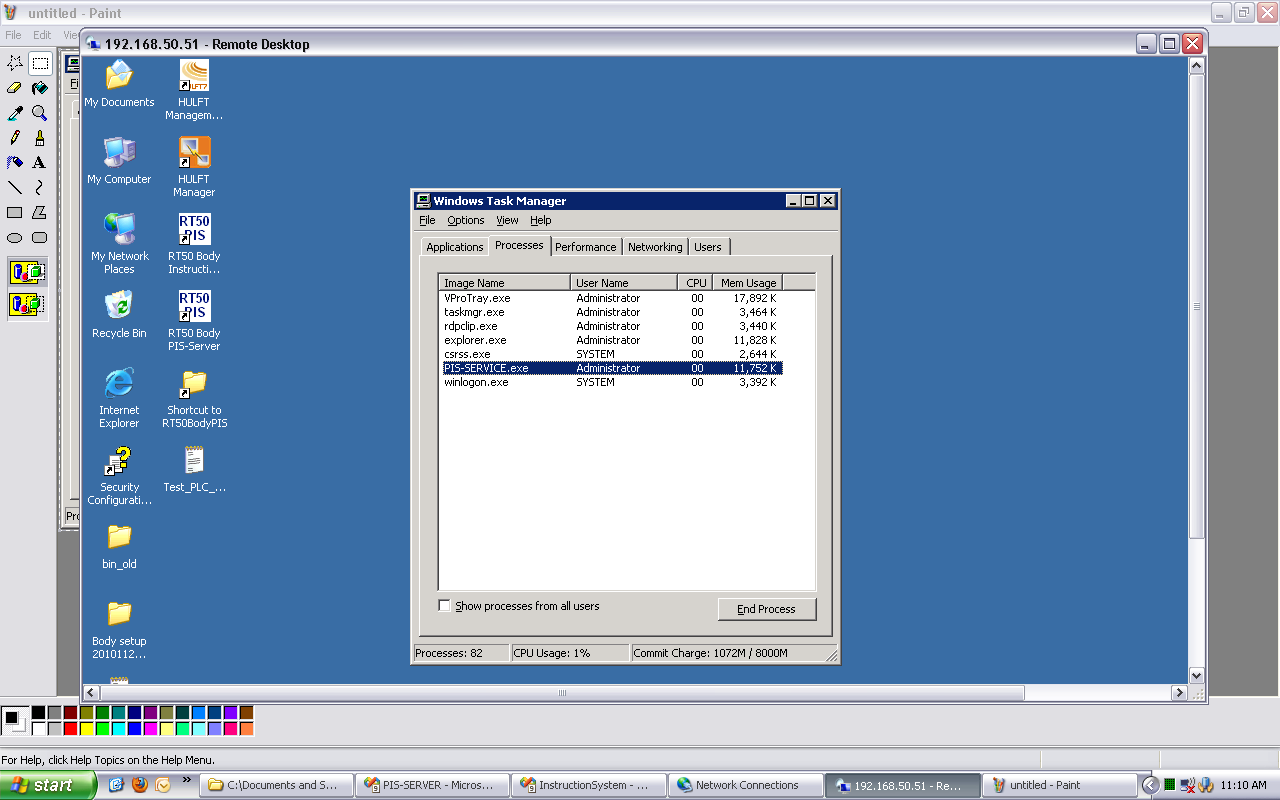 untitled - Paint
File Edit
192.168.50.51 - Remote Desktop
My Documents
HULFT
Managem...
My Computer
HULFT
Manager
My Network
Places
RT50
PIS
RT50 Body
Instructi...
Recycle Bin
RT50
PIS
RT50 Body
PIS-Server
Internet
Explorer
Shortcut to
RT50BodyPIS
Security
Configurati...
Test_PLC_...
bin_old
Body setup
2010112...
Windows Task Manager
File Options View Help
Applications Processes Performance Networking Users
Image Name User Name CPU Mem Usage
VProTray.exe Administrator 00 17,892 K
taskmgr.exe Administrator 00 3,464 K
rdpclip.exe Administrator 00 3,440 K
explorer.exe Administrator 00 11,828 K
csrss.exe SYSTEM 00 2,644 K
PIS-SERVICE.exe Administrator 00 11,752 K
winlogon.exe SYSTEM 00 3,392 K
Show processes from all users
End Process
Processes: 82 CPU Usage: 1% Commit Charge: 1072M / 8000M
For Help, click Help Topics on the Help Menu.
start C:\Documents and S... PIS-SERVER - Micros... InstructionSystem - ... Network Connections 192.168.50.51 - Re... untitled - Paint 11:10 AM